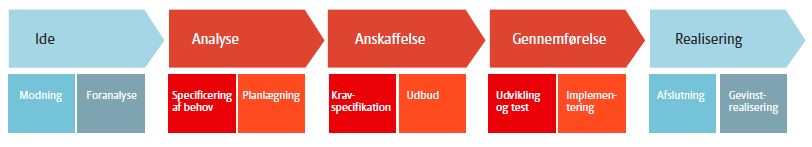 Ide
Analyse
Anskaffelse
Gennemførelse
Realisering
Modning
Foranalyse
Specificering
af behov
Planlægning
Krav-
specifikation
Udbud
Udvikling
og test
Implemen-
tering
Afslutning
Gevinst-
realisering